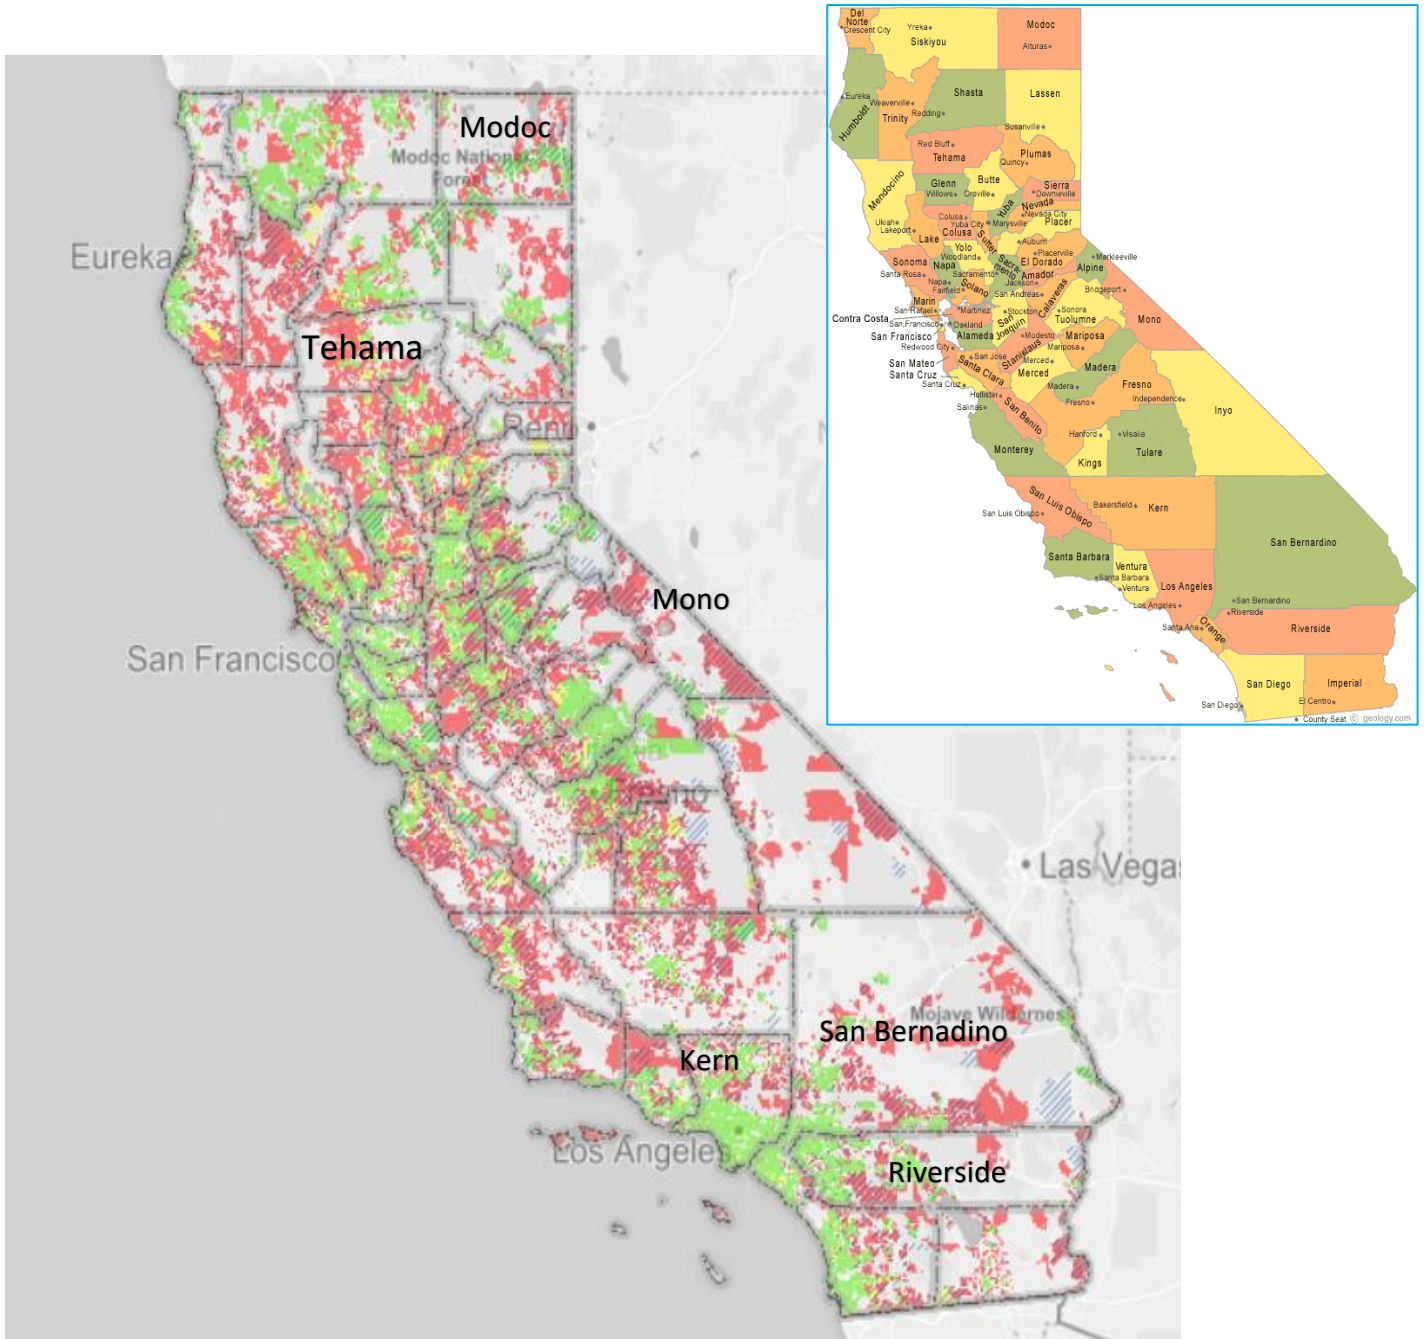 Modoc
Modoc National
Forest
Eureka
Tehama
Reno
Mono
San Francisco
Las Vegas
Mojave Wilderness
San Bernadino
Kern
Los Angeles
Riverside
Del
Norte
Crescent City
Yreka
Siskiyou
Modoc
Alturas
Eureka
Humboldt
Weaverville
Trinity
Shasta
Redding
Lassen
Susanville
Red Bluff
Tehama
Plumas
Quincy
Mendocino
Glenn
Willows
Butte
Oroville
Sierra
Downieville
Yuba
Nevada
Nevada City
Placer
Ukiah
Lakeport
Lake
Colusa
Yuba City
Colusa
Marysville
Sutter
Auburn
Yolo
Woodland
Placerville
El Dorado
Sonoma
Santa Rosa
Napa
Napa
Sacramento
Sacra-
mento
Amador
Jackson
Alpine
Markleeville
Fairfield
Solano
San Andreas
Calaveras
Bridgeport
Marin
San Rafael
Martinez
Stockton
Sonora
Tuolumne
Mono
Contra Costa
San Francisco
Oakland
San
Joaquin
San Francisco
Alameda
Modesto
Mariposa
Redwood City
Stanislaus
Mariposa
San Mateo
San Jose
Merced
Madera
Santa Cruz
Santa Clara
Merced
Santa Cruz
Madera
Fresno
Hollister
Fresno
Independence
Salinas
San Benito
Inyo
Hanford
Visalia
Monterey
Kings
Tulare
San Luis Obispo
San Luis Obispo
Bakersfield
Kern
San Bernardino
Santa Barbara
Ventura
Santa Barbara
Ventura
Los Angeles
Los Angeles
San Bernardino
Riverside
Santa Ana
Orange
Riverside
San Diego
Imperial
San Diego
El Centro
County Seat © geology.com